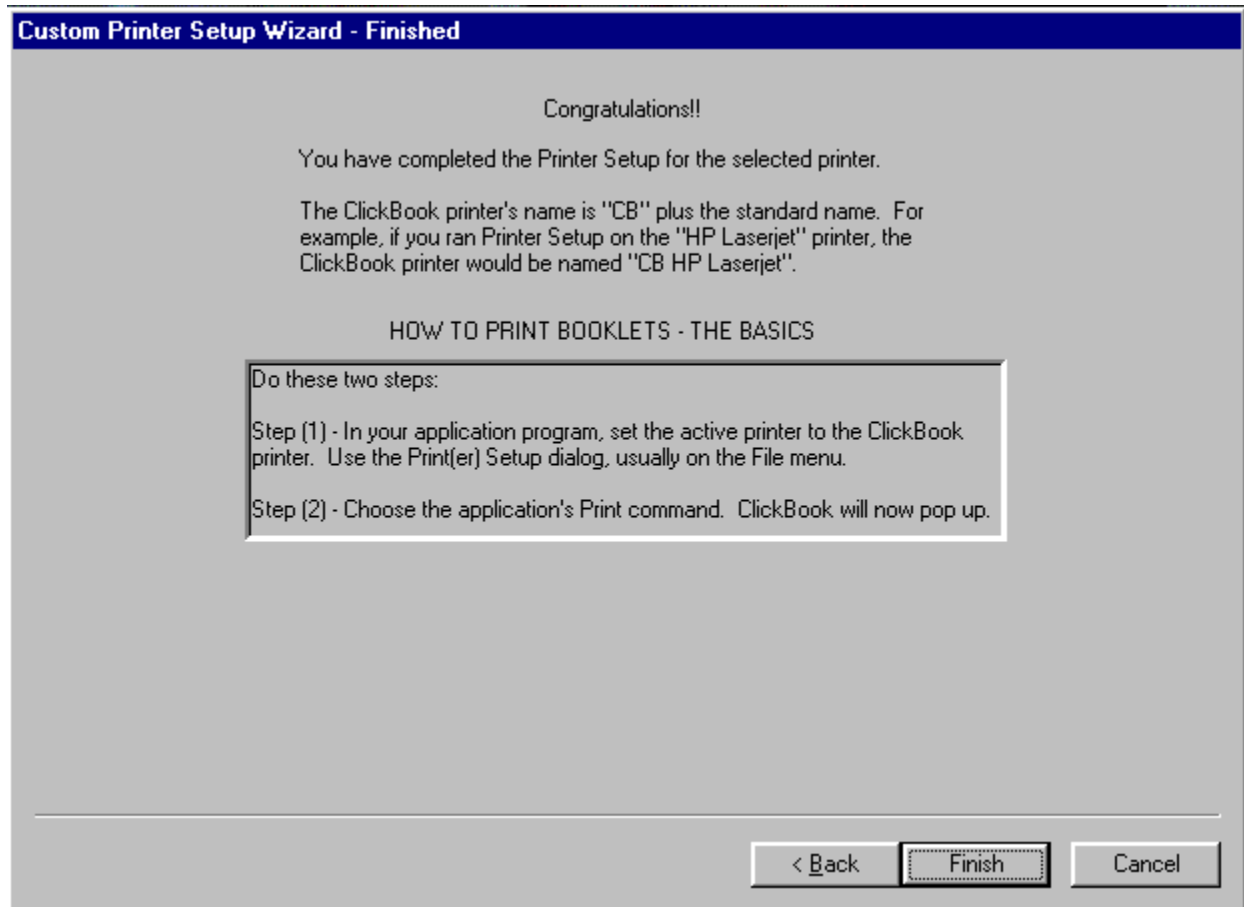 Custom Printer Setup Wizard - Finished
Congratulations!!
You have completed the Printer Setup for the selected printer.
The ClickBook printer's name is "CB" plus the standard name.  For
example, if you ran Printer Setup on the "HP Laserjet" printer, the
ClickBook printer would be named "CB HP Laserjet".
HOW TO PRINT BOOKLETS - THE BASICS
Do these two steps:
Step (1) - In your application program, set the active printer to the ClickBook
printer.  Use the Print(er) Setup dialog, usually on the File menu.
Step (2) - Choose the application's Print command.  ClickBook will now pop up.
< Back
Finish
Cancel